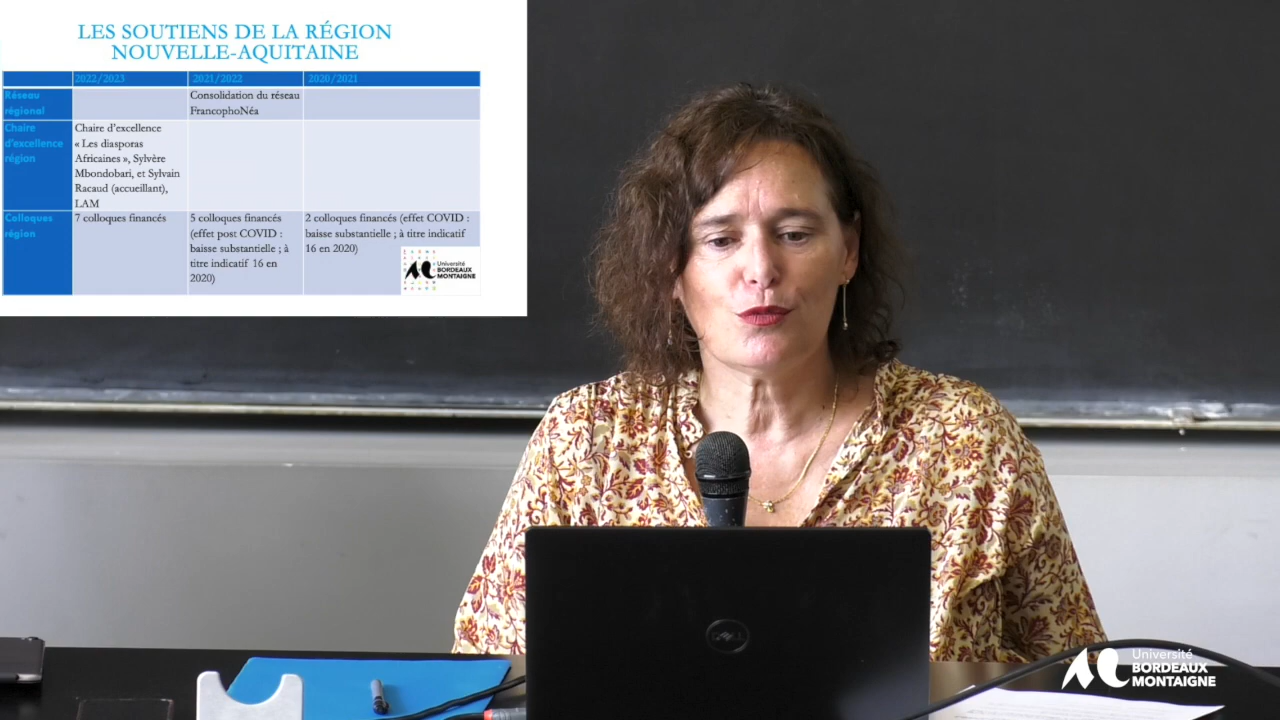 LES SOUTIENS DE LA RÉGION
NOUVELLE-AQUITAINE
2022/2023
2021/2022
2020/2021
Réseau
régional
Consolidation du réseau
FrancophoNéa
Chaire
d'excellence
région
Chaire d'excellence
« Les diasporas
Africaines », Sylvère
Mbondobari, et Sylvain
Racaud (accueillant),
LAM
Colloques
région
7 colloques financés
5 colloques financés
(effet post COVID :
baisse substantielle ; à
titre indicatif 16 en
2020)
2 colloques financés (effet COVID :
baisse substantielle ; à titre indicatif
16 en 2020)
Université
BORDEAUX
MONTAIGNE
DELL
Université
BORDEAUX
MONTAIGNE